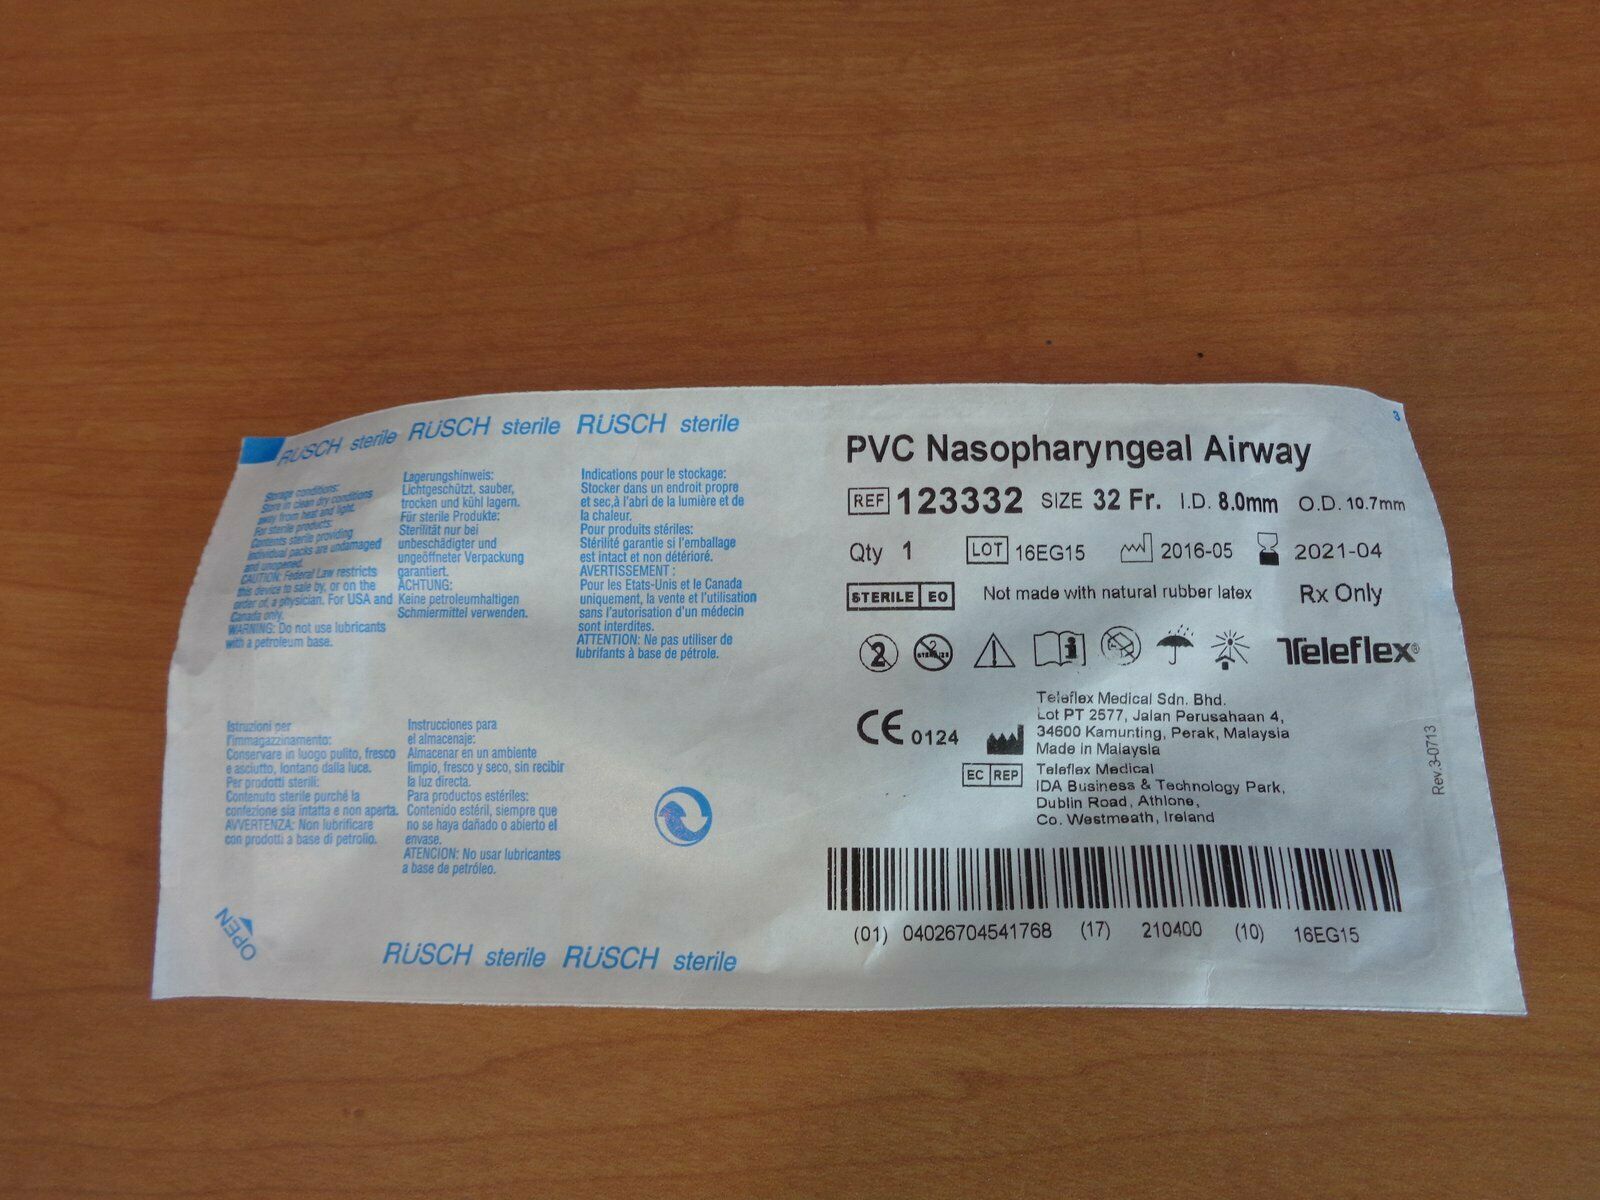 RÜSCH sterile RÜSCH sterile RÜSCH sterile
Storage conditions:
Store in clean dry conditions
away from heat and light.
For sterile products:
Contents sterile providing
individual packs are undamaged
and unopened.
CAUTION: Federal Law restricts
this device to sale by, or on the
order of, a physician. For USA and
Canada only.
WARNING: Do not use lubricants
with a petroleum base.
Lagerungshinweis:
Lichtgeschützt, sauber,
trocken und kühl lagern.
Für sterile Produkte:
Sterilität nur bei
unbeschädigter und
ungeöffneter Verpackung
garantiert.
ACHTUNG:
Keine petroleumhaltigen
Schmiermittel verwenden.
Indications pour le stockage:
Stocker dans un endroit propre
et sec,à l'abri de la lumière et de
la chaleur.
Pour produits stériles:
Stérilité garantie si l'emballage
est intact et non détérioré.
AVERTISSEMENT :
Pour les Etats-Unis et le Canada
uniquement, la vente et l'utilisation
sans l'autorisation d'un médecin
sont interdites.
ATTENTION: Ne pas utiliser de
lubrifants à base de pétrole.
Istruzioni per
l'immagazzinamento:
Conservare in luogo pulito, fresco
e asciutto, lontano dalla luce.
Per prodotti sterili:
Contenuto sterile purché la
confezione sia intatta e non aperta.
AVVERTENZA: Non lubrificare
con prodotti a base di petrolio.
Instrucciones para
el almacenaje:
Almacenar en un ambiente
limpio, fresco y seco, sin recibir
la luz directa.
Para productos estériles:
Contenido estéril, siempre que
no se haya dañado o abierto el
envase.
ATENCION: No usar lubricantes
a base de petróleo.
OPEN
RÜSCH sterile RÜSCH sterile
3
PVC Nasopharyngeal Airway
REF 123332 SIZE 32 Fr. I.D. 8.0mm O.D. 10.7mm
Qty 1 LOT 16EG15 2016-05 2021-04
STERILE EO Not made with natural rubber latex Rx Only
2 2 STERILIZE Teleflex®
CE 0124
Teleflex Medical Sdn. Bhd.
Lot PT 2577, Jalan Perusahaan 4,
34600 Kamunting, Perak, Malaysia
Made in Malaysia
EC REP Teleflex Medical
IDA Business & Technology Park,
Dublin Road, Athlone,
Co. Westmeath, Ireland
Rev.3-0713
(01) 04026704541768 (17) 210400 (10) 16EG15